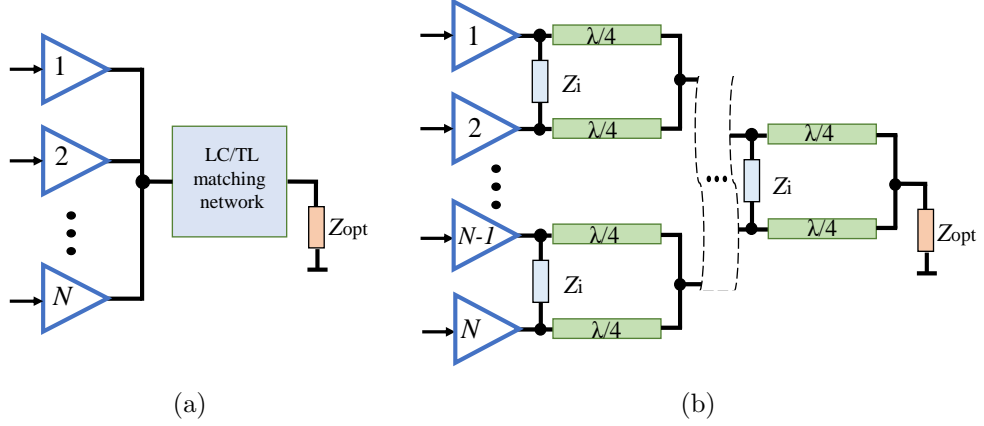 1
2
N
LC/TL
matching
network
Zopt
(a)
1
λ/4
Zi
2
λ/4
N-1
λ/4
Zi
N
λ/4
λ/4
Zi
λ/4
Zopt
(b)